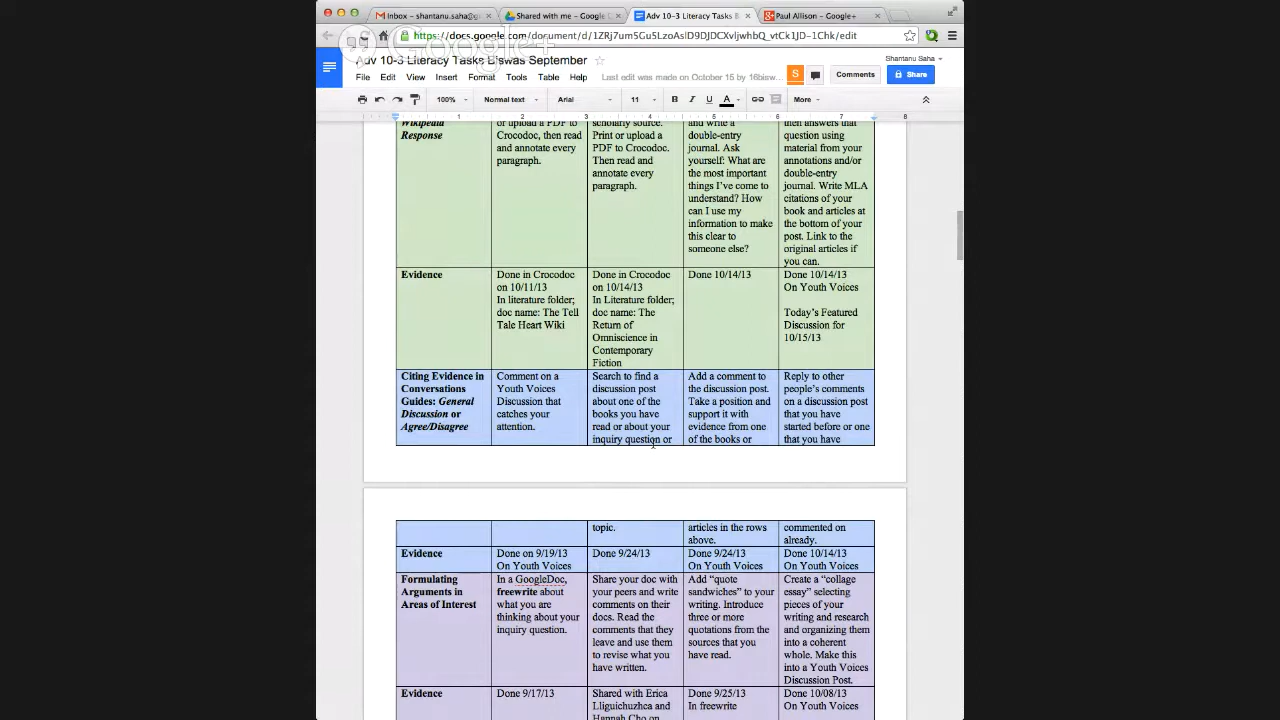 Inbox - shantanu.saha@g
Shared with me - Google D
Adv 10-3 Literacy Tasks B
Paul Allison - Google+
https://docs.google.com/document/d/1ZRj7um5Gu5LzoAslD9DJDCXvljwhbQ_vtCk1JD-1Chk/edit
Google+
Adv 10-3 Literacy Tasks Biswas September
Shantanu Saha
File Edit View Insert Format Tools Table Help
Last edit was made on October 15 by 16bisw...
S
Comments
Share
100%
Normal text
Arial
11
B I U A
More
1 2 3 4 5 6 7 8
Wikipedia
Response
or upload a PDF to
Crocodoc, then read
and annotate every
paragraph.
scholarly source.
Print or upload a
PDF to Crocodoc.
Then read and
annotate every
paragraph.
and write a
double-entry
journal. Ask
yourself: What are
the most important
things I've come to
understand? How
can I use my
information to make
this clear to
someone else?
then answers that
question using
material from your
annotations and/or
double-entry
journal. Write MLA
citations of your
book and articles at
the bottom of your
post. Link to the
original articles if
you can.
Evidence
Done in Crocodoc
on 10/11/13
In literature folder;
doc name: The Tell
Tale Heart Wiki
Done in Crocodoc
on 10/14/13
In Literature folder;
doc name: The
Return of
Omniscience in
Contemporary
Fiction
Done 10/14/13
Done 10/14/13
On Youth Voices
Today's Featured
Discussion for
10/15/13
Citing Evidence in
Conversations
Guides: General
Discussion or
Agree/Disagree
Comment on a
Youth Voices
Discussion that
catches your
attention.
Search to find a
discussion post
about one of the
books you have
read or about your
inquiry question or
Add a comment to
the discussion post.
Take a position and
support it with
evidence from one
of the books or
Reply to other
people's comments
on a discussion post
that you have
started before or one
that you have
topic.
articles in the rows
above.
commented on
already.
Evidence
Done on 9/19/13
On Youth Voices
Done 9/24/13
Done 9/24/13
On Youth Voices
Done 10/14/13
On Youth Voices
Formulating
Arguments in
Areas of Interest
In a GoogleDoc,
freewrite about
what you are
thinking about your
inquiry question.
Share your doc with
your peers and write
comments on their
docs. Read the
comments that they
leave and use them
to revise what you
have written.
Add "quote
sandwiches" to your
writing. Introduce
three or more
quotations from the
sources that you
have read.
Create a "collage
essay" selecting
pieces of your
writing and research
and organizing them
into a coherent
whole. Make this
into a Youth Voices
Discussion Post.
Evidence
Done 9/17/13
Shared with Erica
Lliguichuzhca and
Hannah Cho on
Done 9/25/13
In freewrite
Done 10/08/13
On Youth Voices